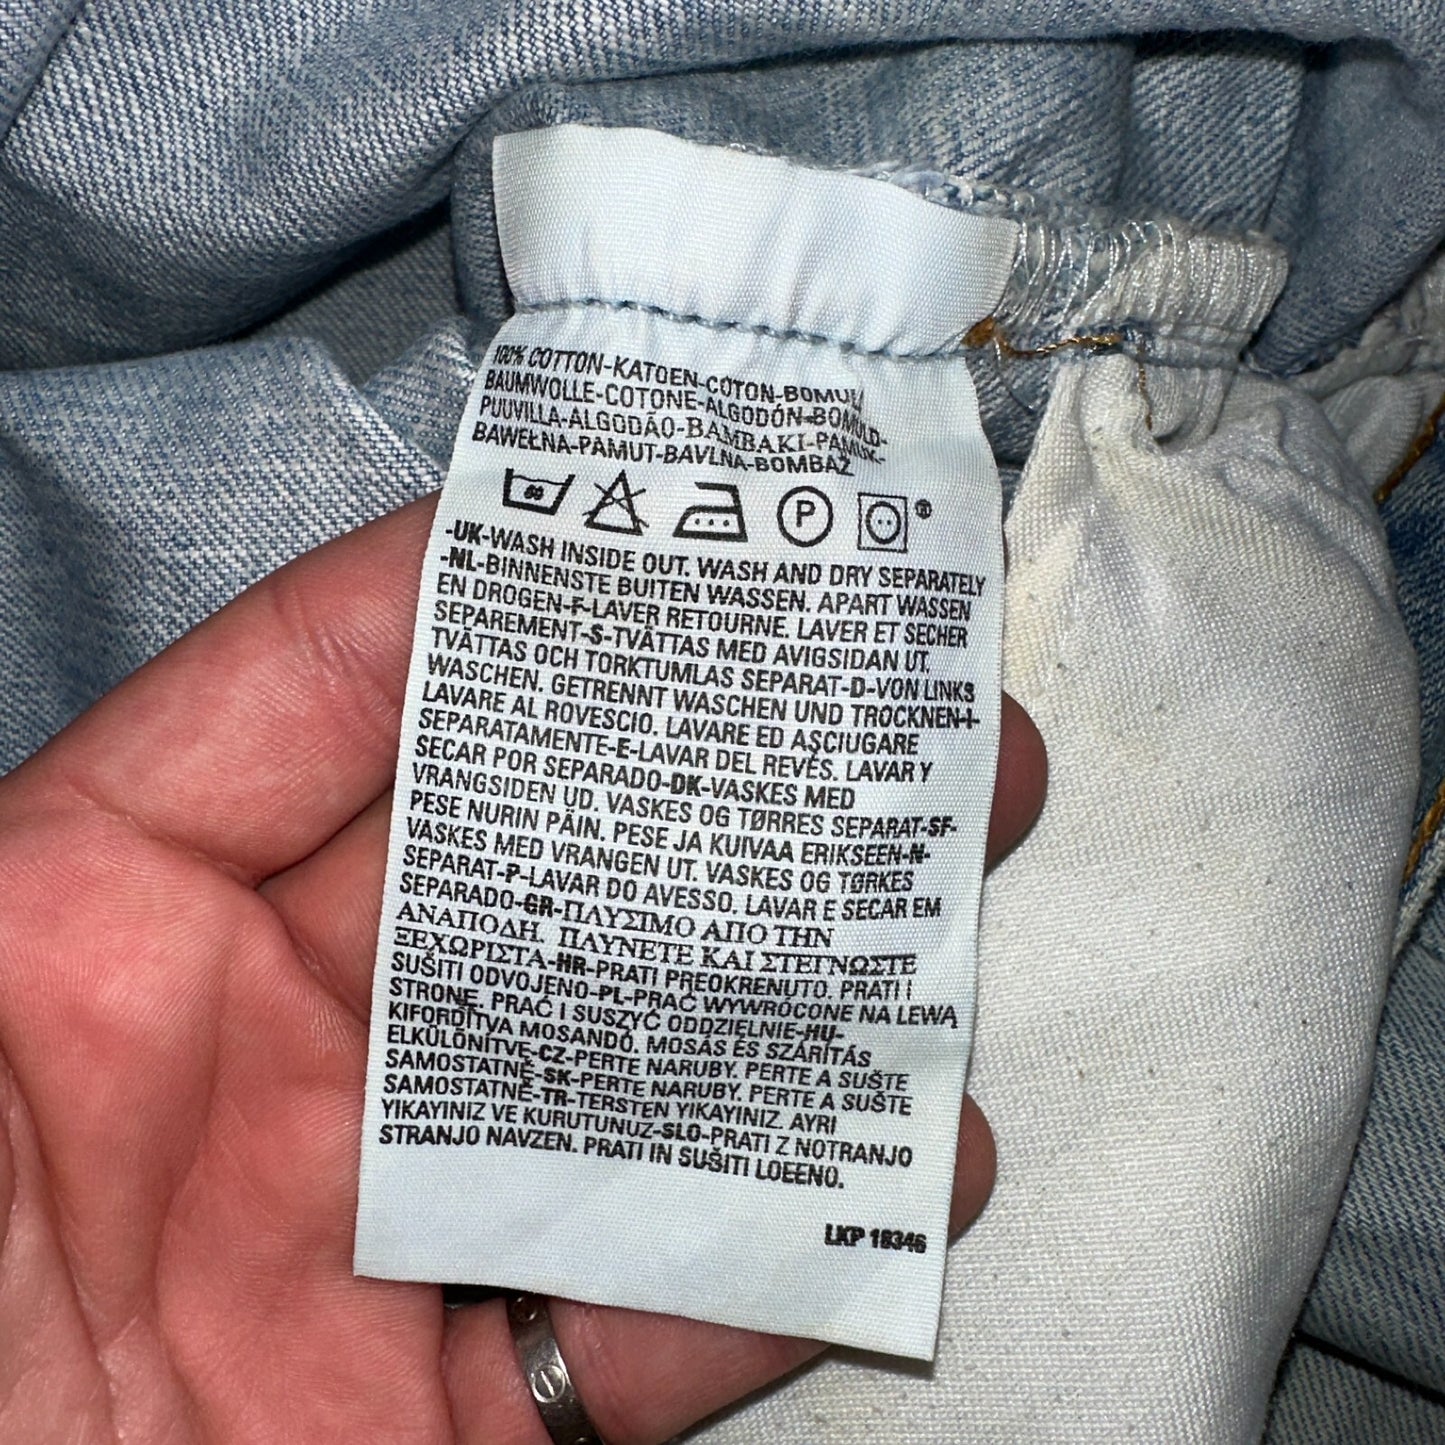 100% COTTON-KATOEN-COTON-BOMULL
BAUMWOLLE-COTONE-ALGODÓN-BOMULD-
PUUVILLA-ALGODÃO-BAMBAKI-PAMUK-
BAWEŁNA-PAMUT-BAVLNA-BOMBAŽ
60 P ®
-UK-WASH INSIDE OUT. WASH AND DRY SEPARATELY
-NL-BINNENSTE BUITEN WASSEN. APART WASSEN
EN DROGEN-F-LAVER RETOURNE. LAVER ET SECHER
SEPAREMENT-S-TVÄTTAS MED AVIGSIDAN UT.
TVÄTTAS OCH TORKTUMLAS SEPARAT-D-VON LINKS
WASCHEN. GETRENNT WASCHEN UND TROCKNEN-I-
LAVARE AL ROVESCIO. LAVARE ED ASCIUGARE
SEPARATAMENTE-E-LAVAR DEL REVÉS. LAVAR Y
SECAR POR SEPARADO-DK-VASKES MED
VRANGSIDEN UD. VASKES OG TØRRES SEPARAT-SF-
PESE NURIN PÄIN. PESE JA KUIVAA ERIKSEEN-N-
VASKES MED VRANGEN UT. VASKES OG TØRKES
SEPARAT-P-LAVAR DO AVESSO. LAVAR E SECAR EM
SEPARADO-GR-ΠΛΥΣΙΜΟ ΑΠΟ ΤΗΝ
ΑΝΑΠΟΔΗ. ΠΛΥΝΕΤΕ ΚΑΙ ΣΤΕΓΝΩΣΤΕ
ΞΕΧΩΡΙΣΤΑ-HR-PRATI PREOKRENUTO. PRATI I
SUŠITI ODVOJENO-PL-PRAĆ WYWRÓCONE NA LEWĄ
STRONĘ. PRAĆ I SUSZYĆ ODDZIELNIE-HU-
KIFORDÍTVA MOSANDÓ. MOSÁS ÉS SZÁRÍTÁS
ELKÜLÖNÍTVE-CZ-PERTE NARUBY. PERTE A SUŠTE
SAMOSTATNĚ-SK-PERTE NARUBY. PERTE A SUŠTE
SAMOSTATNĚ-TR-TERSTEN YIKAYINIZ. AYRI
YIKAYINIZ VE KURUTUNUZ-SLO-PRATI Z NOTRANJO
STRANJO NAVZEN. PRATI IN SUŠITI LOEENO.
LKP 18346